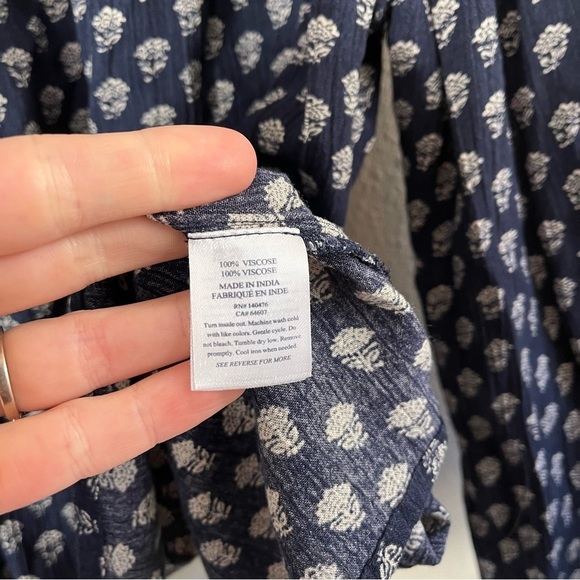 100% VISCOSE
100% VISCOSE
MADE IN INDIA
FABRIQUÉ EN INDE
RN# 140476
CA# 64607
Turn inside out. Machine wash cold
with like colors. Gentle cycle. Do
not bleach. Tumble dry low. Remove
promptly. Cool iron when needed.
SEE REVERSE FOR MORE